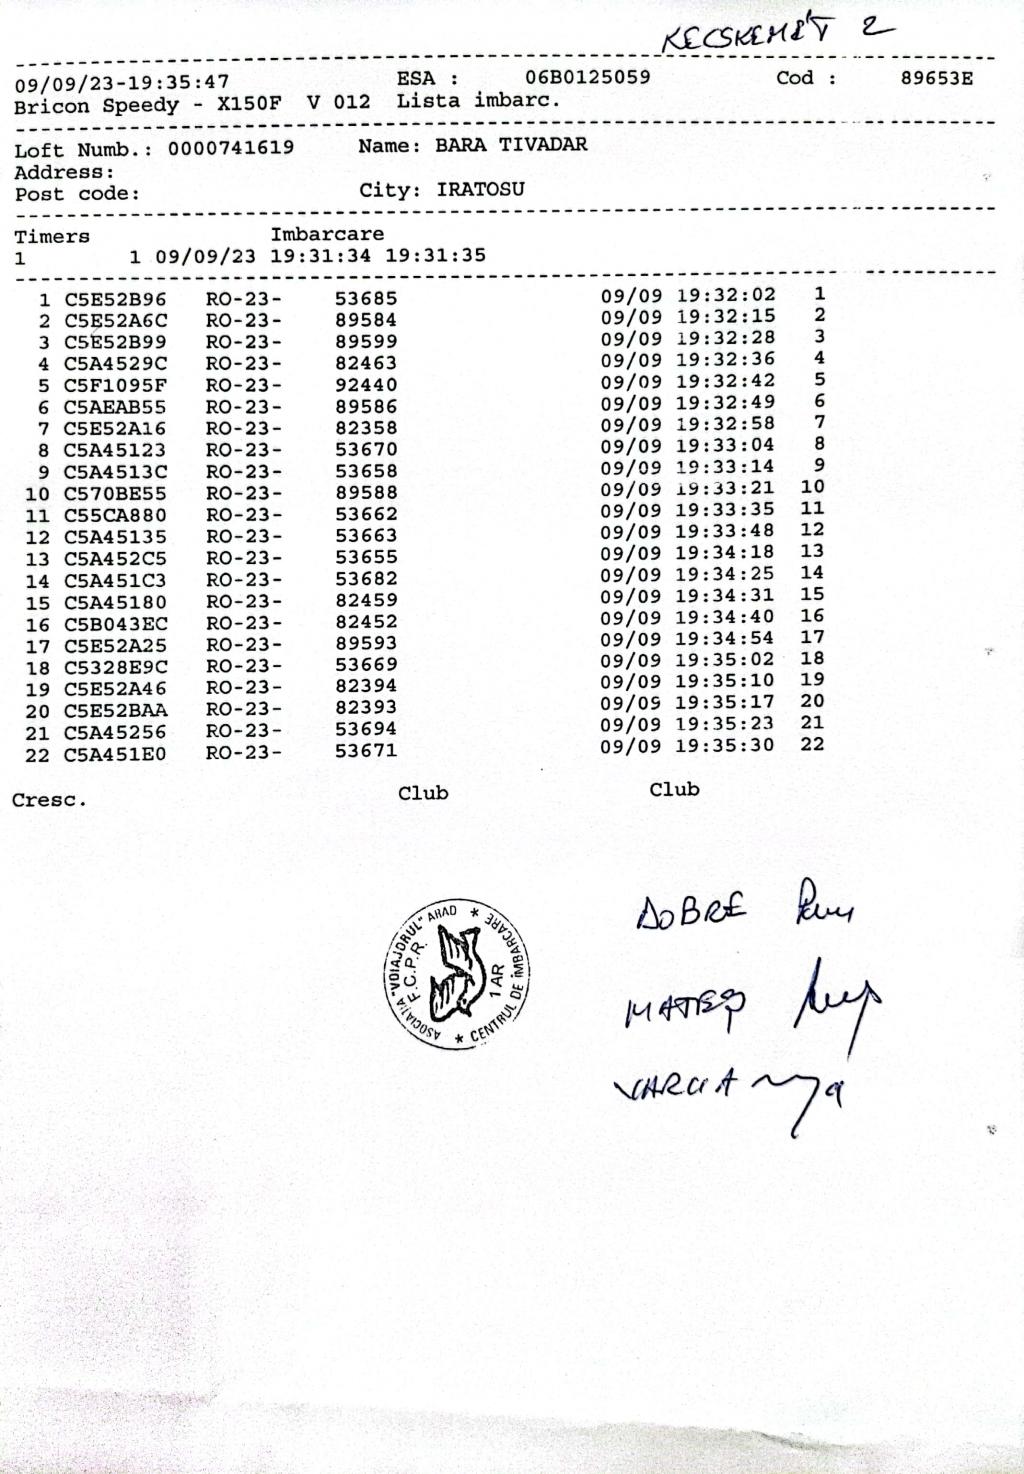 KECSKEMÉT 2
09/09/23-19:35:47 ESA : 06B0125059 Cod : 89653E
Bricon Speedy - X150F V 012 Lista imbarc.
Loft Numb.: 0000741619 Name: BARA TIVADAR
Address:
Post code: City: IRATOSU
Timers Imbarcare
1 1 09/09/23 19:31:34 19:31:35
1 C5E52B96 RO-23- 53685 09/09 19:32:02 1
2 C5E52A6C RO-23- 89584 09/09 19:32:15 2
3 C5E52B99 RO-23- 89599 09/09 19:32:28 3
4 C5A4529C RO-23- 82463 09/09 19:32:36 4
5 C5F1095F RO-23- 92440 09/09 19:32:42 5
6 C5AEAB55 RO-23- 89586 09/09 19:32:49 6
7 C5E52A16 RO-23- 82358 09/09 19:32:58 7
8 C5A45123 RO-23- 53670 09/09 19:33:04 8
9 C5A4513C RO-23- 53658 09/09 19:33:14 9
10 C570BE55 RO-23- 89588 09/09 19:33:21 10
11 C55CA880 RO-23- 53662 09/09 19:33:35 11
12 C5A45135 RO-23- 53663 09/09 19:33:48 12
13 C5A452C5 RO-23- 53655 09/09 19:34:18 13
14 C5A451C3 RO-23- 53682 09/09 19:34:25 14
15 C5A45180 RO-23- 82459 09/09 19:34:31 15
16 C5B043EC RO-23- 82452 09/09 19:34:40 16
17 C5E52A25 RO-23- 89593 09/09 19:34:54 17
18 C5328E9C RO-23- 53669 09/09 19:35:02 18
19 C5E52A46 RO-23- 82394 09/09 19:35:10 19
20 C5E52BAA RO-23- 82393 09/09 19:35:17 20
21 C5A45256 RO-23- 53694 09/09 19:35:23 21
22 C5A451E0 RO-23- 53671 09/09 19:35:30 22
Cresc. Club Club
ASOCIAȚIA "VOIAJORUL" ARAD * CENTRUL DE ÎMBARCARE *
F.C.P.R.
1 AR
DOBRE
MATEȘ
VARGA